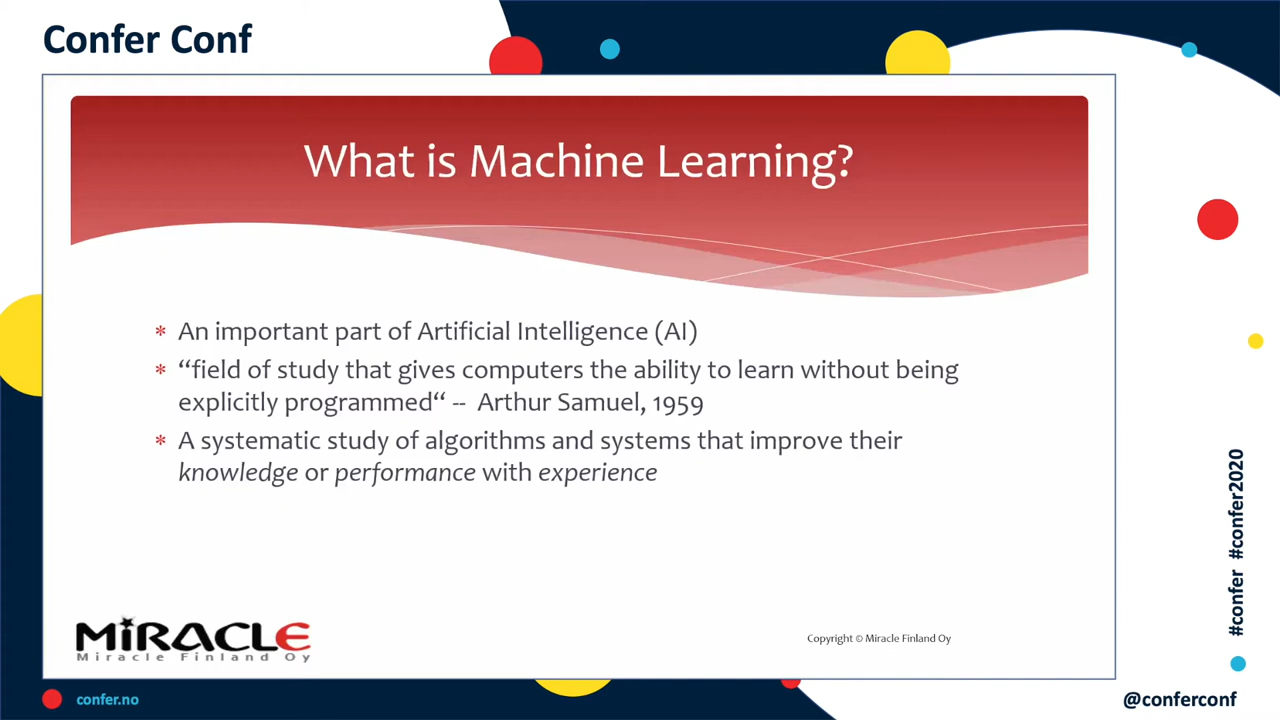 Confer Conf
What is Machine Learning?
* An important part of Artificial Intelligence (AI)
* “field of study that gives computers the ability to learn without being
explicitly programmed“ -- Arthur Samuel, 1959
* A systematic study of algorithms and systems that improve their
knowledge or performance with experience
MiRACLE
Miracle Finland Oy
Copyright © Miracle Finland Oy
#confer #confer2020
confer.no
@conferconf